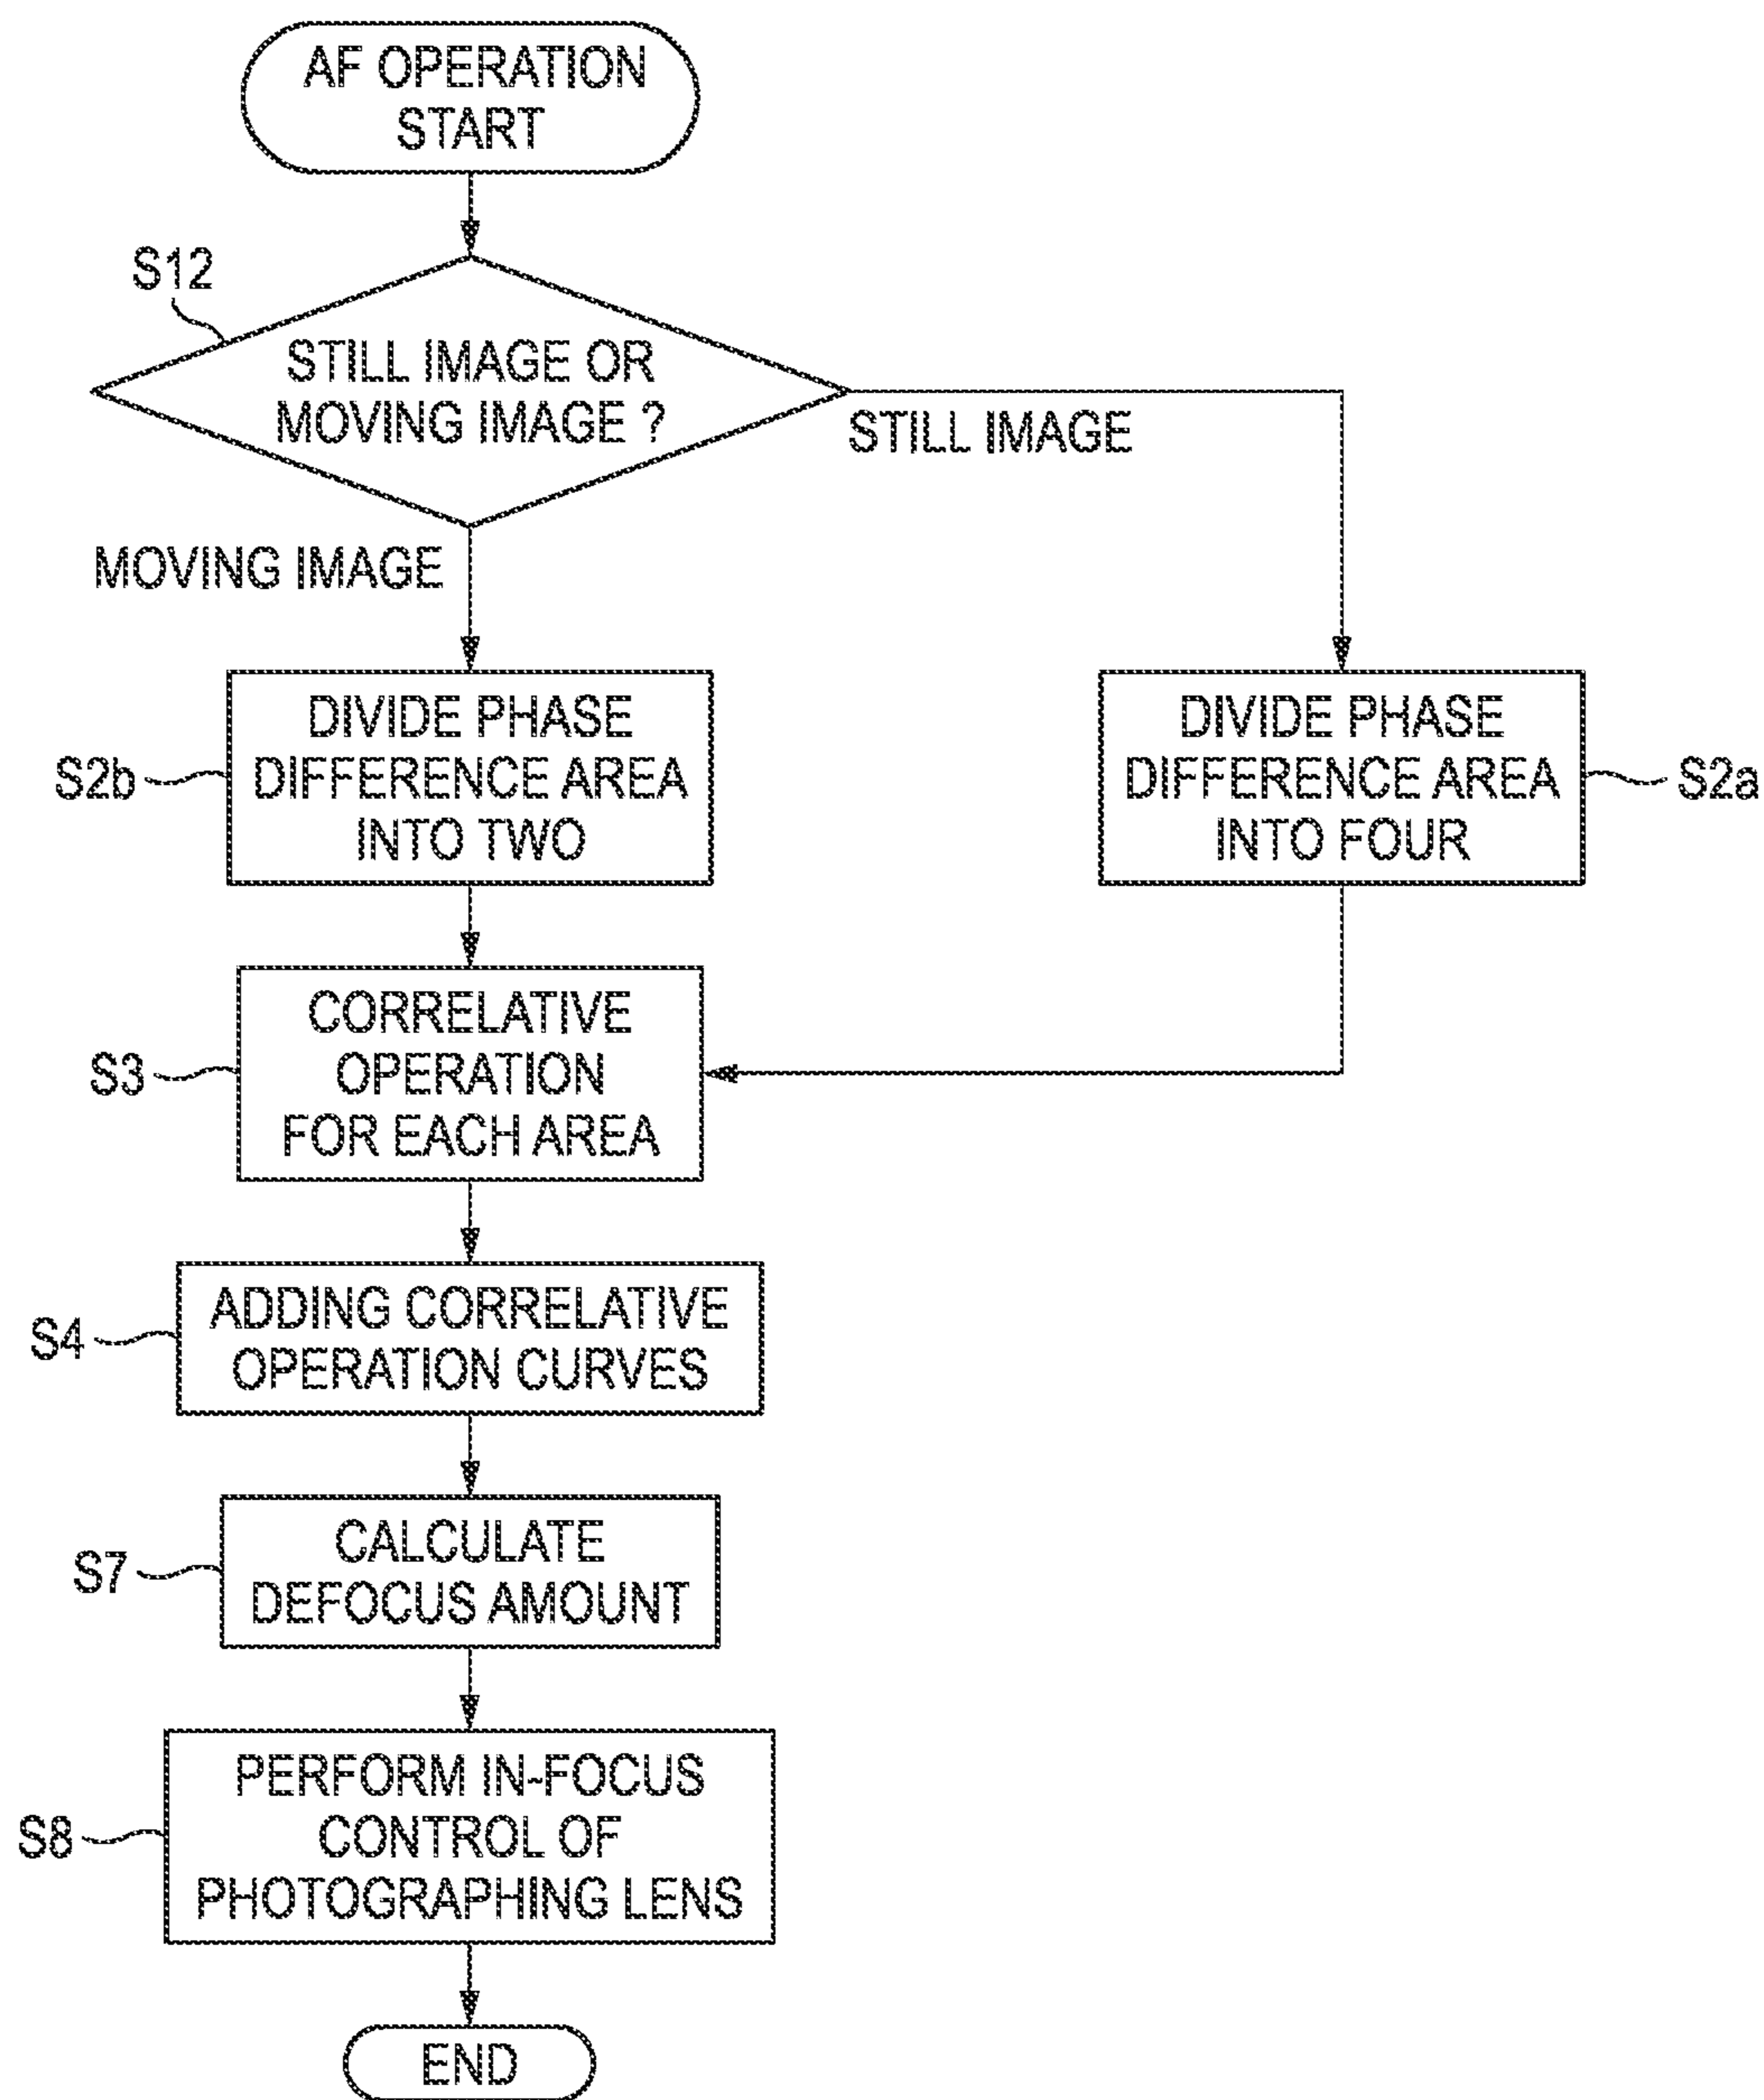 AF OPERATION
START
S12
STILL IMAGE OR
MOVING IMAGE ?
STILL IMAGE
MOVING IMAGE
S2b
DIVIDE PHASE
DIFFERENCE AREA
INTO TWO
DIVIDE PHASE
DIFFERENCE AREA
INTO FOUR
S2a
S3
CORRELATIVE
OPERATION
FOR EACH AREA
S4
ADDING CORRELATIVE
OPERATION CURVES
S7
CALCULATE
DEFOCUS AMOUNT
S8
PERFORM IN-FOCUS
CONTROL OF
PHOTOGRAPHING LENS
END